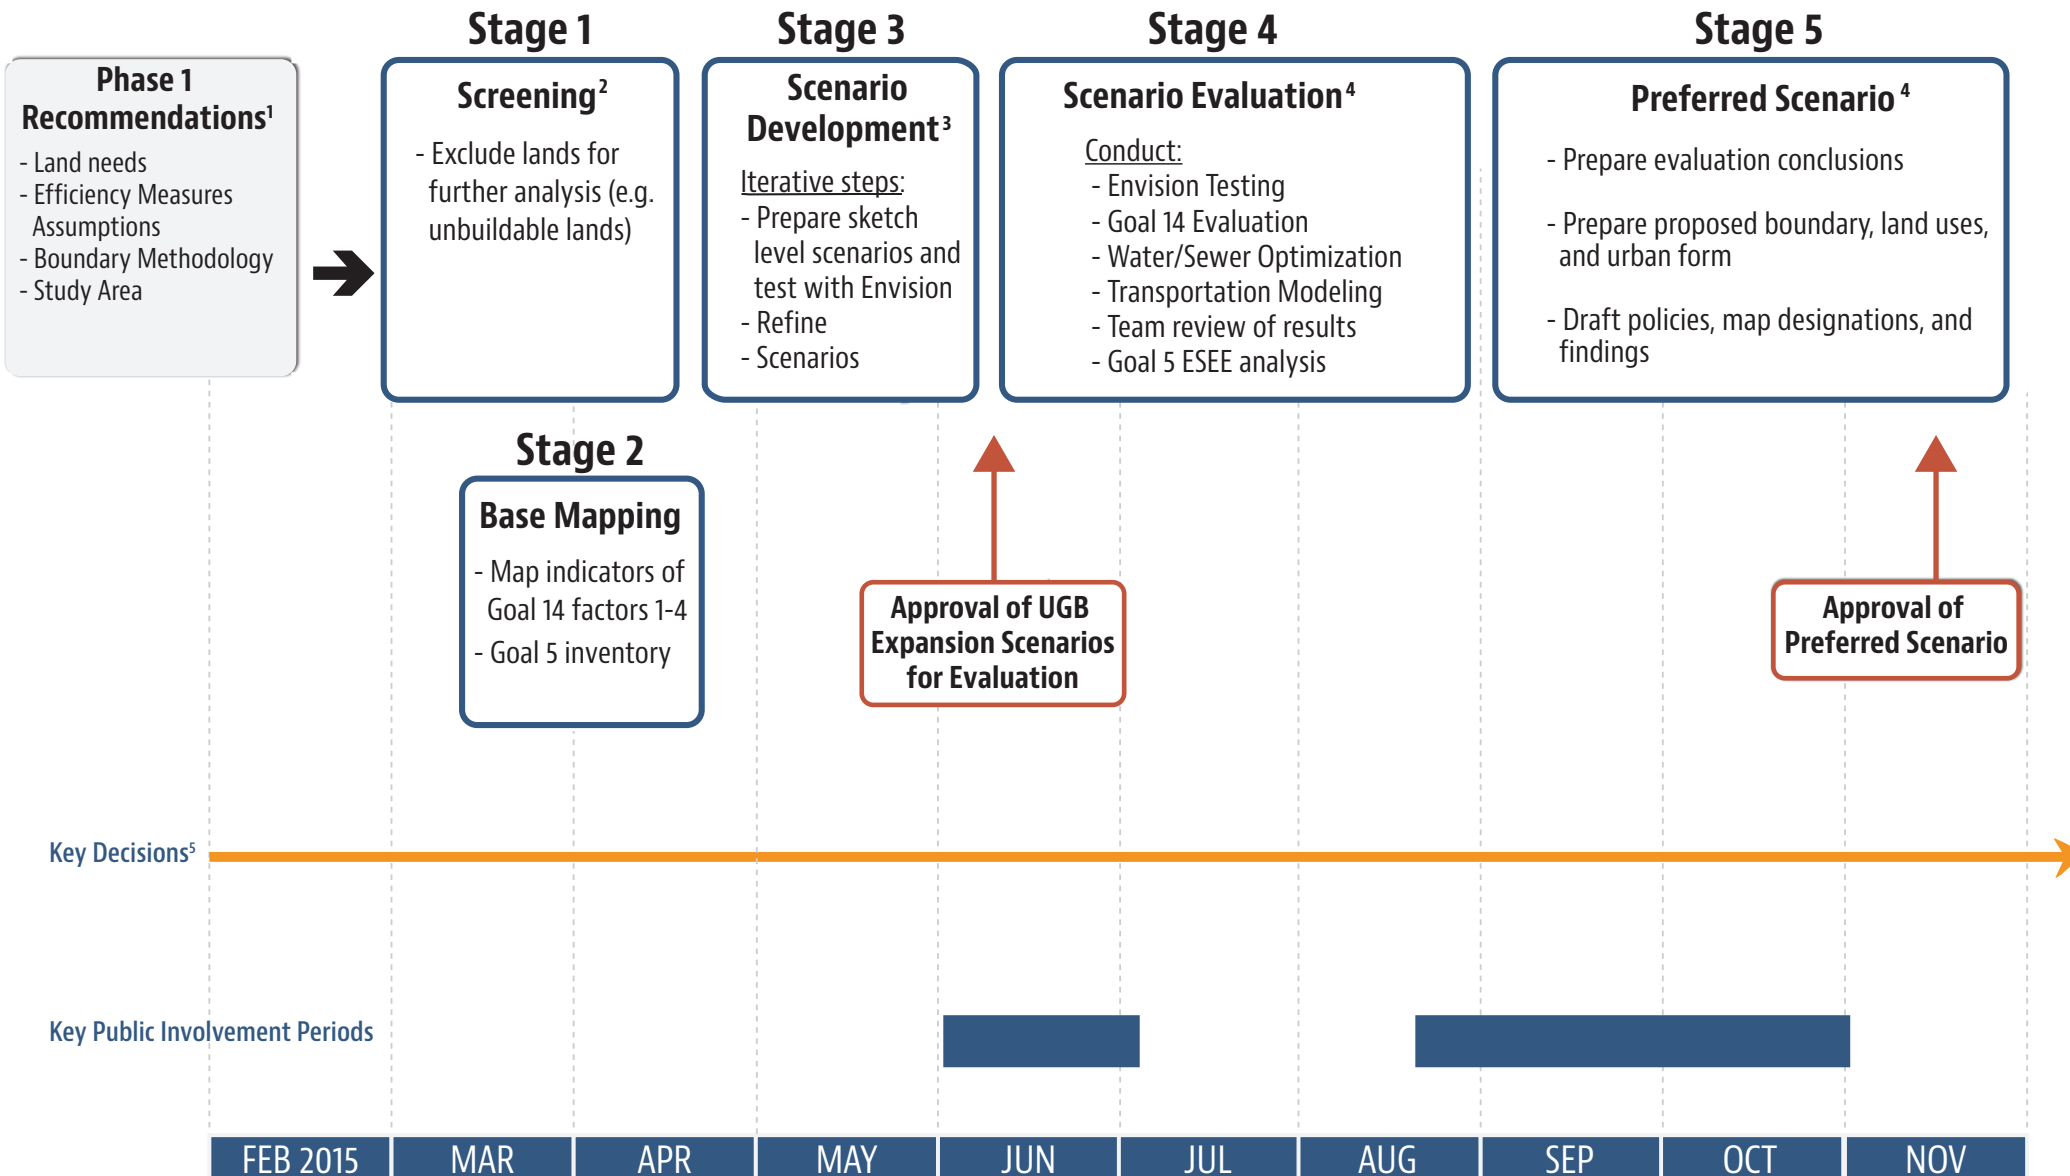 Phase 1
Recommendations¹
- Land needs
- Efficiency Measures
Assumptions
- Boundary Methodology
- Study Area
Stage 1
Screening²
- Exclude lands for
further analysis (e.g.
unbuildable lands)
Stage 2
Base Mapping
- Map indicators of
Goal 14 factors 1-4
- Goal 5 inventory
Stage 3
Scenario
Development³
Iterative steps:
- Prepare sketch
level scenarios and
test with Envision
- Refine
- Scenarios
Stage 4
Scenario Evaluation⁴
Conduct:
- Envision Testing
- Goal 14 Evaluation
- Water/Sewer Optimization
- Transportation Modeling
- Team review of results
- Goal 5 ESEE analysis
Stage 5
Preferred Scenario⁴
- Prepare evaluation conclusions
- Prepare proposed boundary, land uses,
and urban form
- Draft policies, map designations, and
findings
Approval of UGB
Expansion Scenarios
for Evaluation
Approval of
Preferred Scenario
Key Decisions⁵
Key Public Involvement Periods
FEB 2015
MAR
APR
MAY
JUN
JUL
AUG
SEP
OCT
NOV